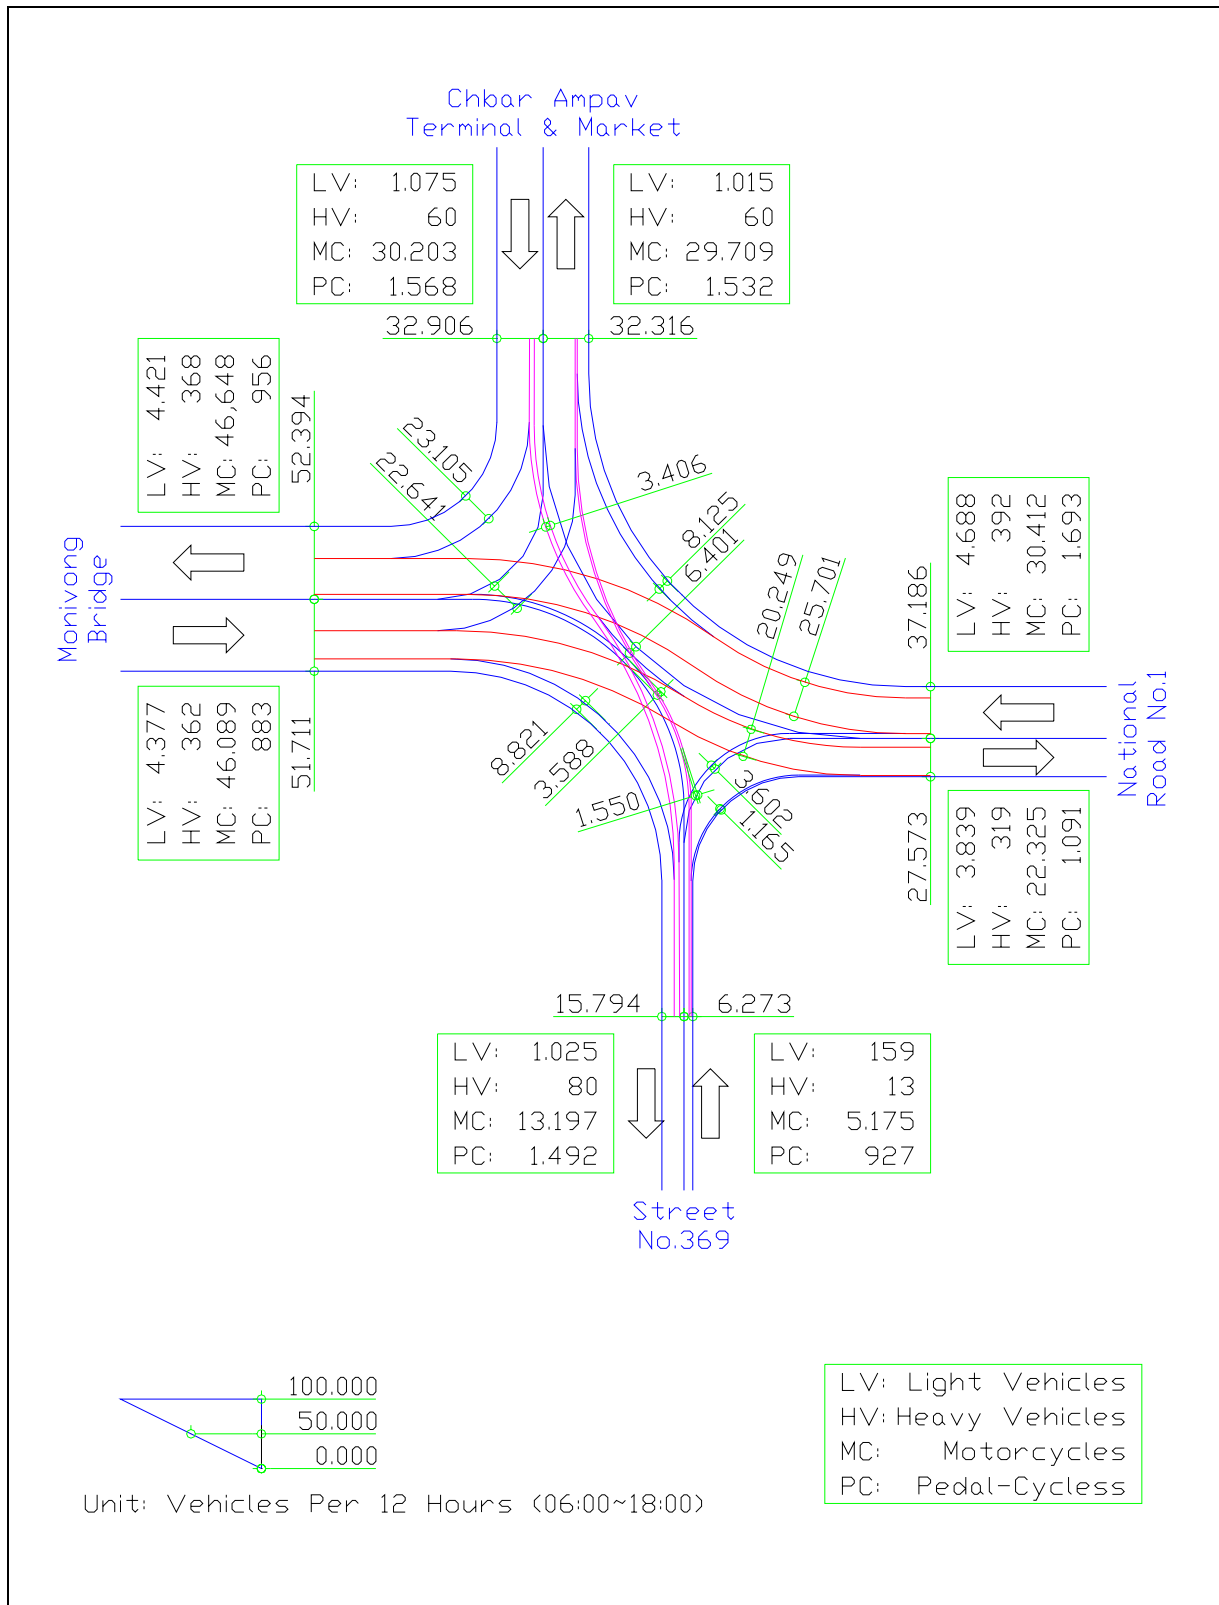 Chbar Ampav
Terminal & Market
LV: 1.075
HV: 60
MC: 30.203
PC: 1.568
LV: 1.015
HV: 60
MC: 29.709
PC: 1.532
32.906
32.316
LV: 4.421
HV: 368
MC: 46,648
PC: 956
52.394
23.105
22.641
3.406
8.125
6.401
20.249
25.701
37.186
LV: 4.688
HV: 392
MC: 30.412
PC: 1.693
Monivong
Bridge
LV: 4.377
HV: 362
MC: 46.089
PC: 883
51.711
8.821
3.588
1.550
3.602
1.165
National
Road No.1
27.573
LV: 3.839
HV: 319
MC: 22.325
PC: 1.091
15.794
6.273
LV: 1.025
HV: 80
MC: 13.197
PC: 1.492
LV: 159
HV: 13
MC: 5.175
PC: 927
Street
No.369
100.000
50.000
0.000
Unit: Vehicles Per 12 Hours (06:00~18:00)
LV: Light Vehicles
HV: Heavy Vehicles
MC: Motorcycles
PC: Pedal-Cycless